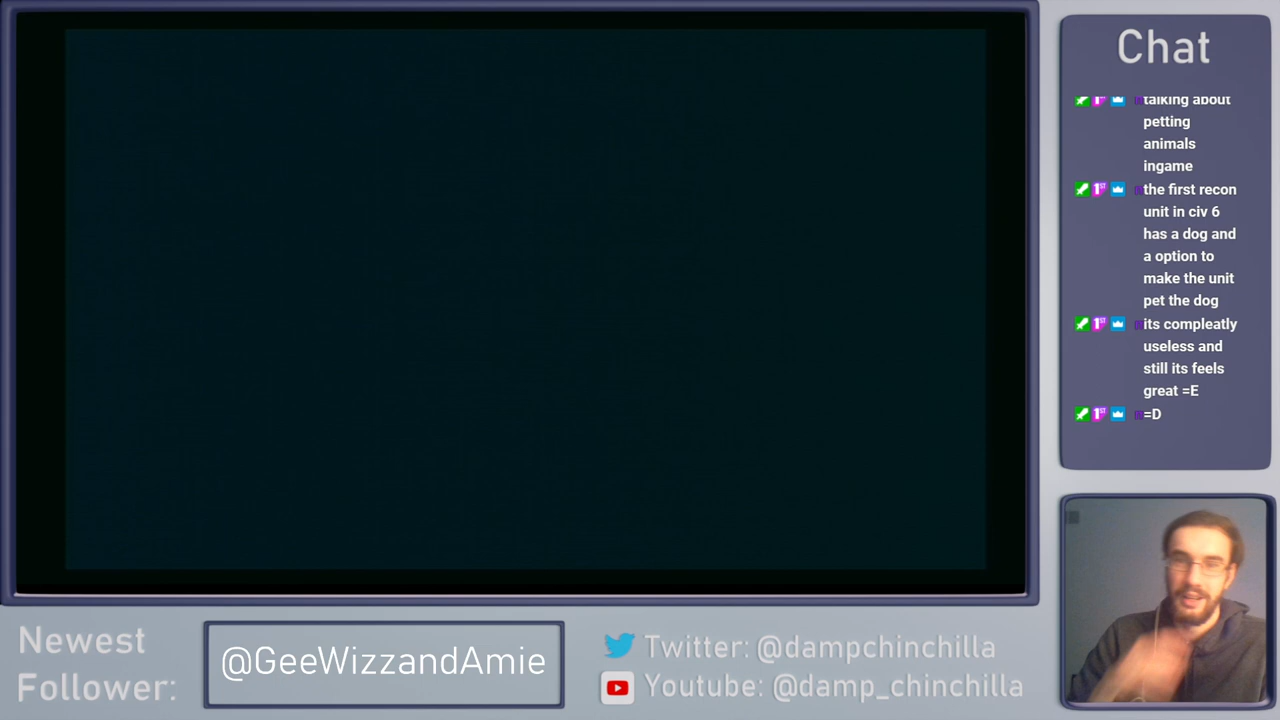 Chat
talking about
petting
animals
ingame
the first recon
unit in civ 6
has a dog and
a option to
make the unit
pet the dog
its compleatly
useless and
still its feels
great =E
=D
Newest
Follower:
@GeeWizzandAmie
Twitter: @dampchinchilla
Youtube: @damp_chinchilla